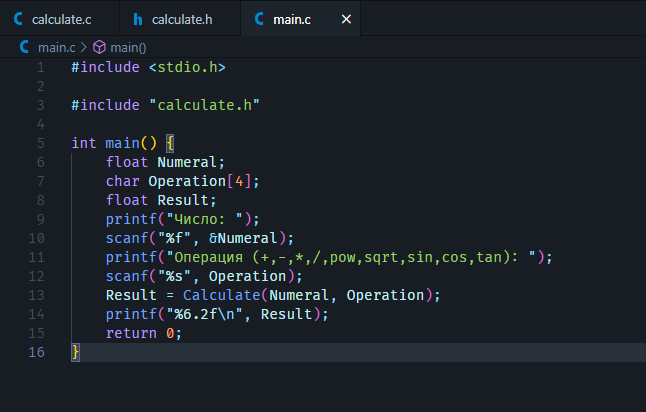 calculate.c calculate.h main.c
main.c > main()
1 #include <stdio.h>
2
3 #include "calculate.h"
4
5 int main() {
6 float Numeral;
7 char Operation[4];
8 float Result;
9 printf("Число: ");
10 scanf("%f", &Numeral);
11 printf("Операция (+,-,*,/,pow,sqrt,sin,cos,tan): ");
12 scanf("%s", Operation);
13 Result = Calculate(Numeral, Operation);
14 printf("%6.2f\n", Result);
15 return 0;
16 }